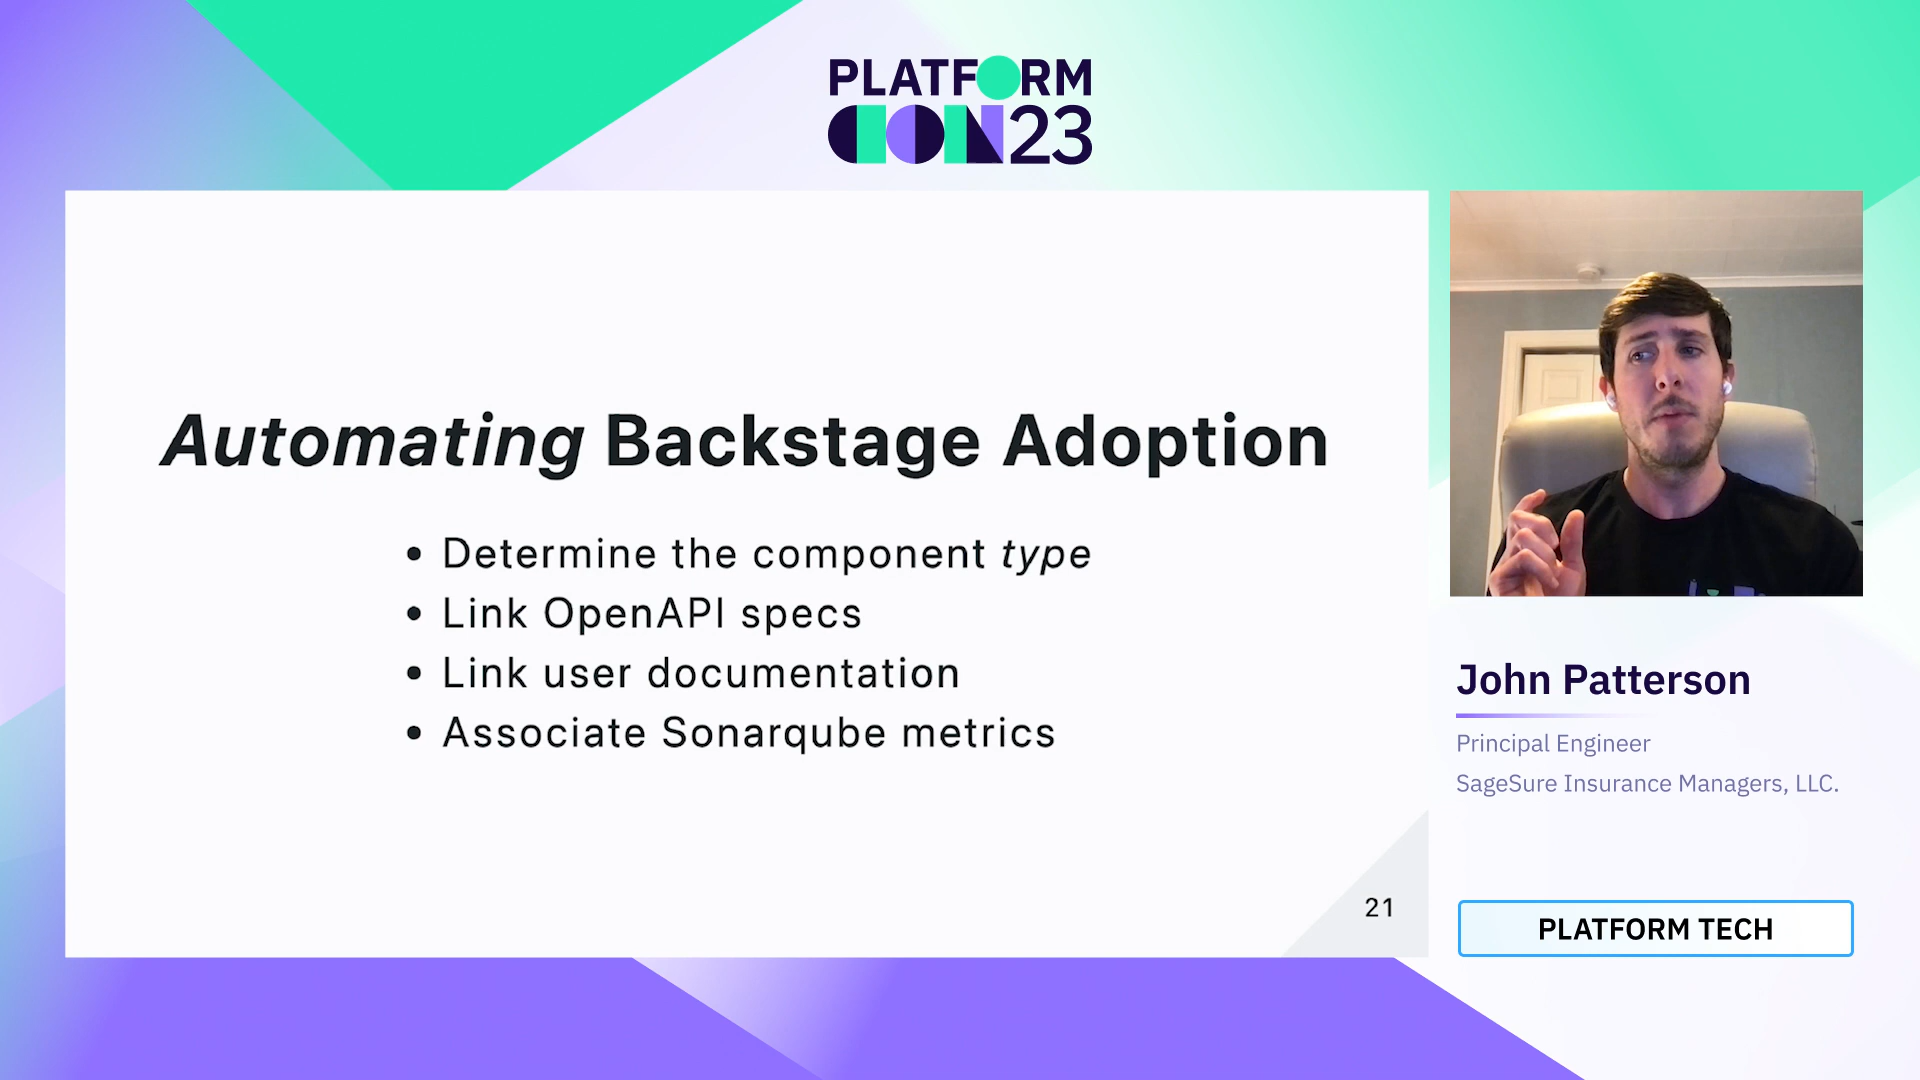 PLATFORM
CON23
Automating Backstage Adoption
• Determine the component type
• Link OpenAPI specs
• Link user documentation
• Associate Sonarqube metrics
21
John Patterson
Principal Engineer
SageSure Insurance Managers, LLC.
PLATFORM TECH